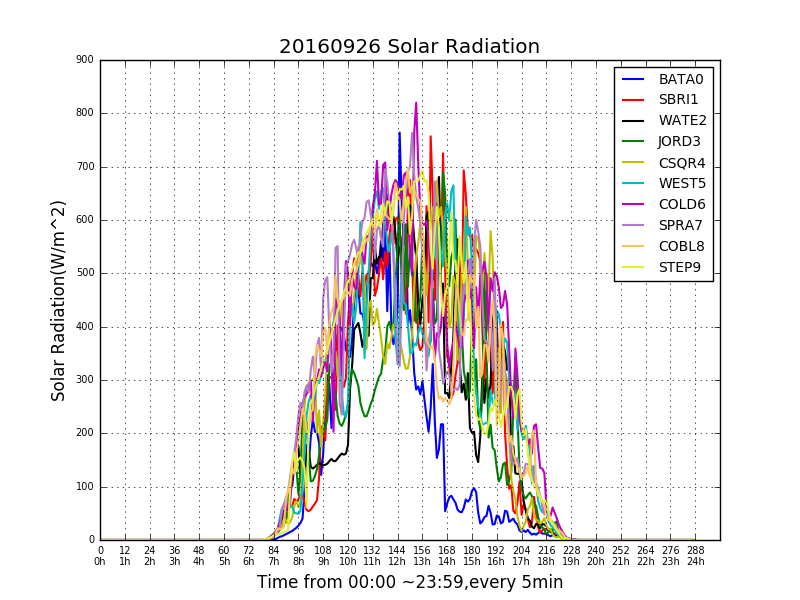 20160926 Solar Radiation
900
800
700
600
500
400
300
200
100
0
Solar Radiation(W/m^2)
BATA0
SBRI1
WATE2
JORD3
CSQR4
WEST5
COLD6
SPRA7
COBL8
STEP9
0 12 24 36 48 60 72 84 96 108 120 132 144 156 168 180 192 204 216 228 240 252 264 276 288
0h 1h 2h 3h 4h 5h 6h 7h 8h 9h 10h 11h 12h 13h 14h 15h 16h 17h 18h 19h 20h 21h 22h 23h 24h
Time from 00:00 ~23:59,every 5min